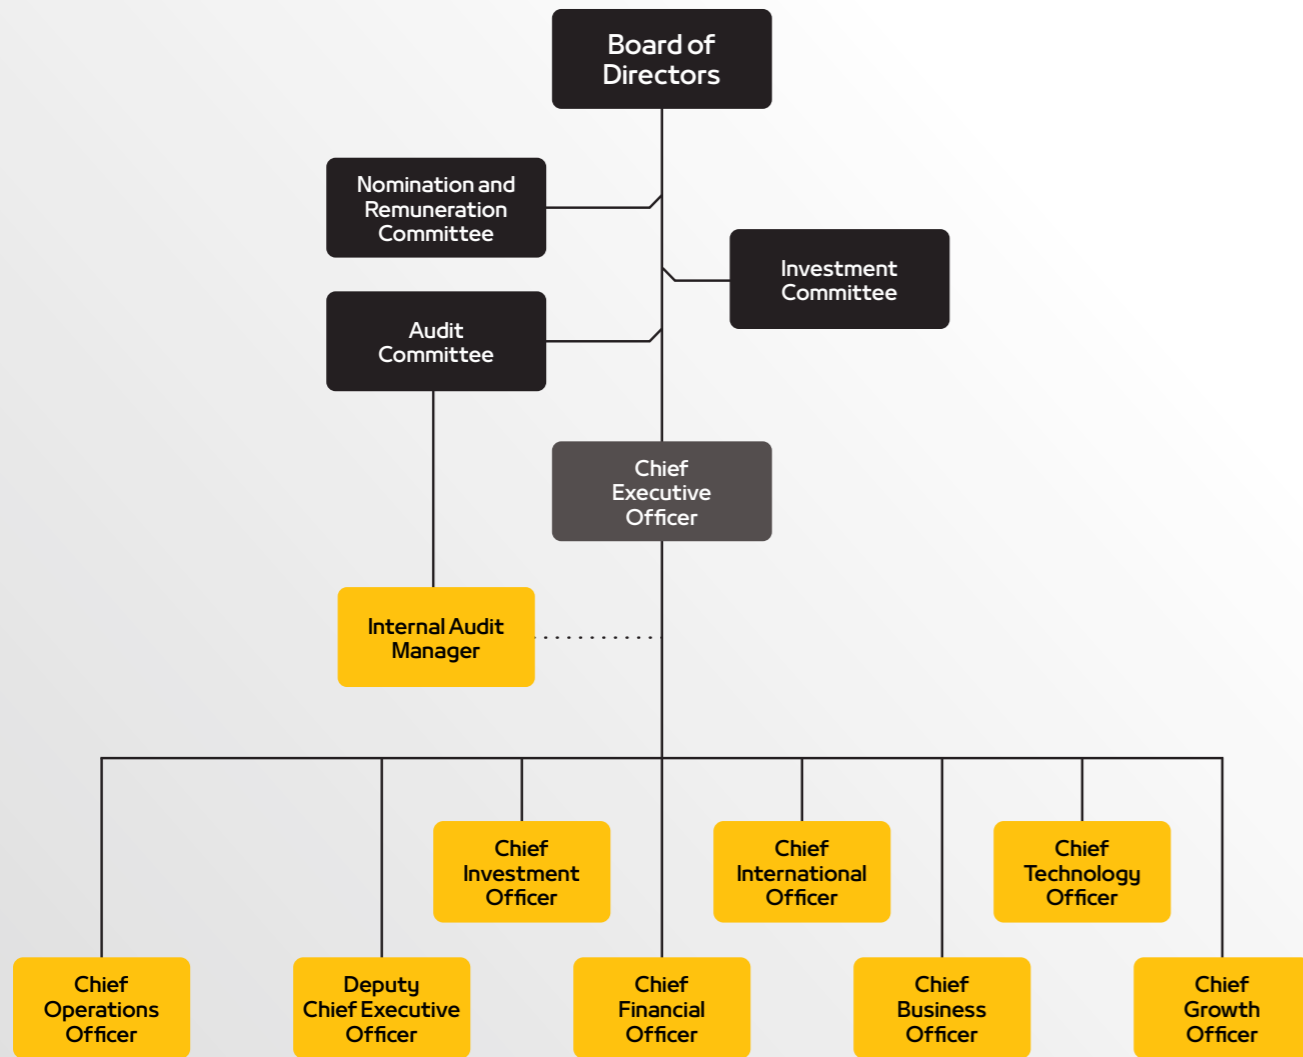 Board of
Directors
Nomination and
Remuneration
Committee
Investment
Committee
Audit
Committee
Chief
Executive
Officer
Internal Audit
Manager
Chief
Investment
Officer
Chief
International
Officer
Chief
Technology
Officer
Chief
Operations
Officer
Deputy
Chief Executive
Officer
Chief
Financial
Officer
Chief
Business
Officer
Chief
Growth
Officer